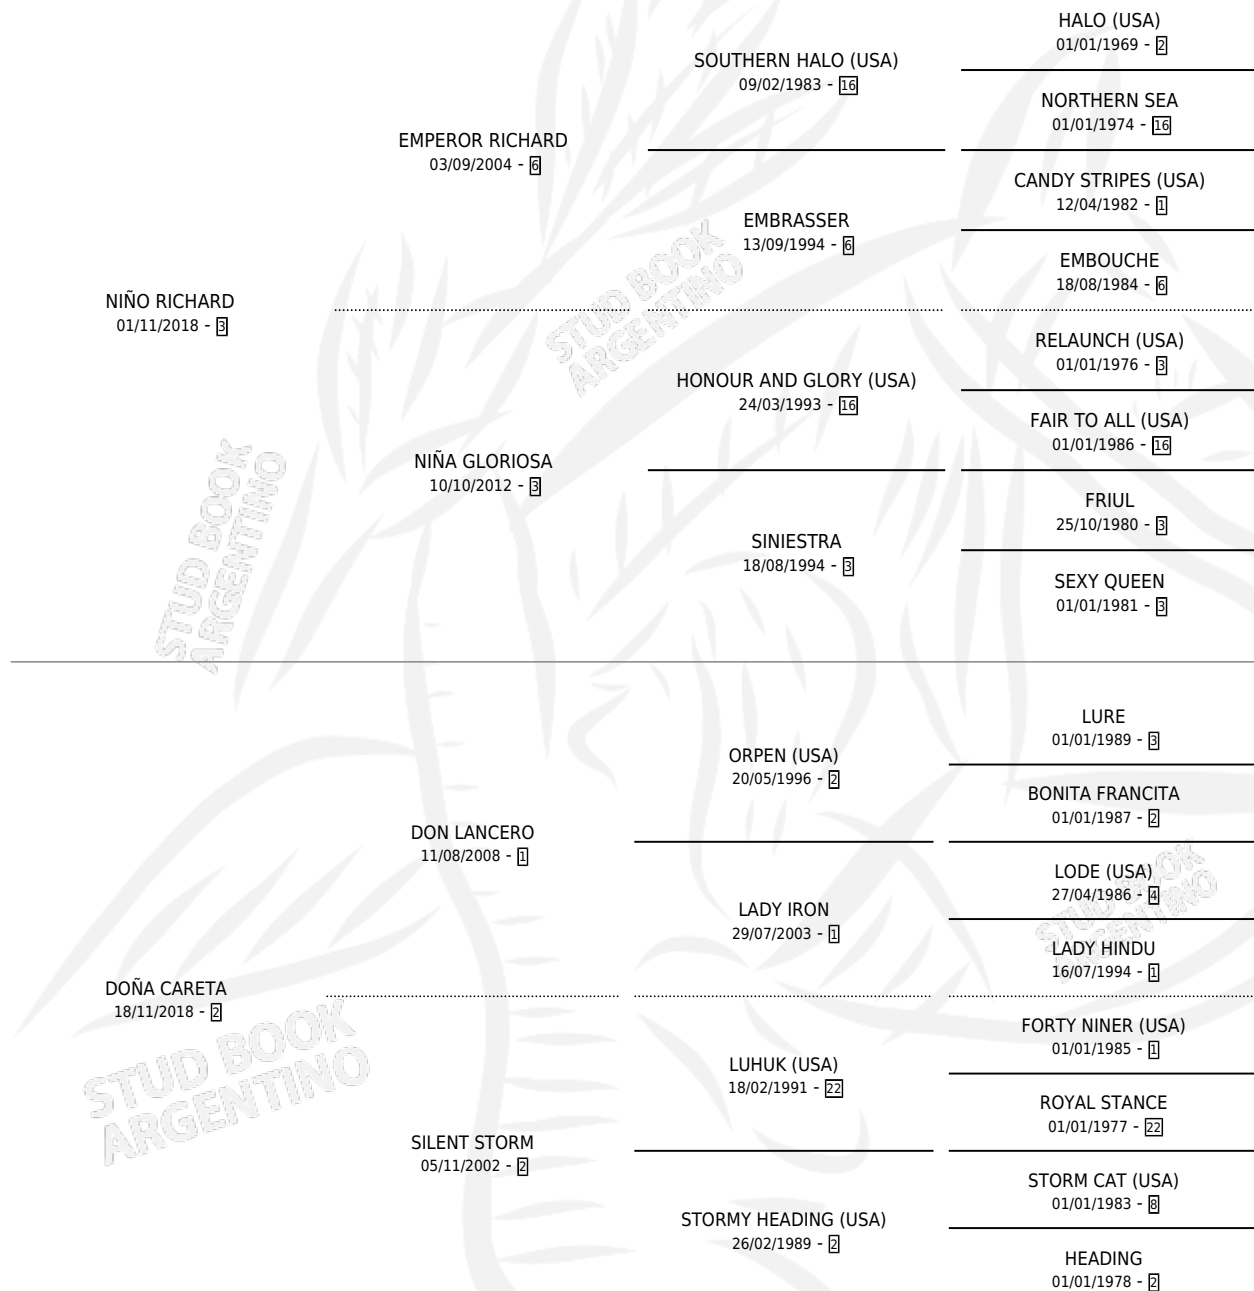 HALO (USA)
01/01/1969 - 2
SOUTHERN HALO (USA)
09/02/1983 - 16
NORTHERN SEA
01/01/1974 - 16
EMPEROR RICHARD
03/09/2004 - 6
CANDY STRIPES (USA)
12/04/1982 - 1
EMBRASSER
13/09/1994 - 6
EMBOUCHE
18/08/1984 - 6
STUD BOOK
ARGENTINO
NIÑO RICHARD
01/11/2018 - 3
RELAUNCH (USA)
01/01/1976 - 3
HONOUR AND GLORY (USA)
24/03/1993 - 16
FAIR TO ALL (USA)
01/01/1986 - 16
NIÑA GLORIOSA
10/10/2012 - 3
FRIUL
25/10/1980 - 3
SINIESTRA
18/08/1994 - 3
SEXY QUEEN
01/01/1981 - 3
STUD BOOK
ARGENTINO
LURE
01/01/1989 - 3
ORPEN (USA)
20/05/1996 - 2
BONITA FRANCITA
01/01/1987 - 2
DON LANCERO
11/08/2008 - 1
LODE (USA)
27/04/1986 - 4
LADY IRON
29/07/2003 - 1
LADY HINDU
16/07/1994 - 1
STUD BOOK
ARGENTINO
DOÑA CARETA
18/11/2018 - 2
FORTY NINER (USA)
01/01/1985 - 1
LUHUK (USA)
18/02/1991 - 22
ROYAL STANCE
01/01/1977 - 22
SILENT STORM
05/11/2002 - 2
STORM CAT (USA)
01/01/1983 - 8
STORMY HEADING (USA)
26/02/1989 - 2
HEADING
01/01/1978 - 2
STUD BOOK
ARGENTINO